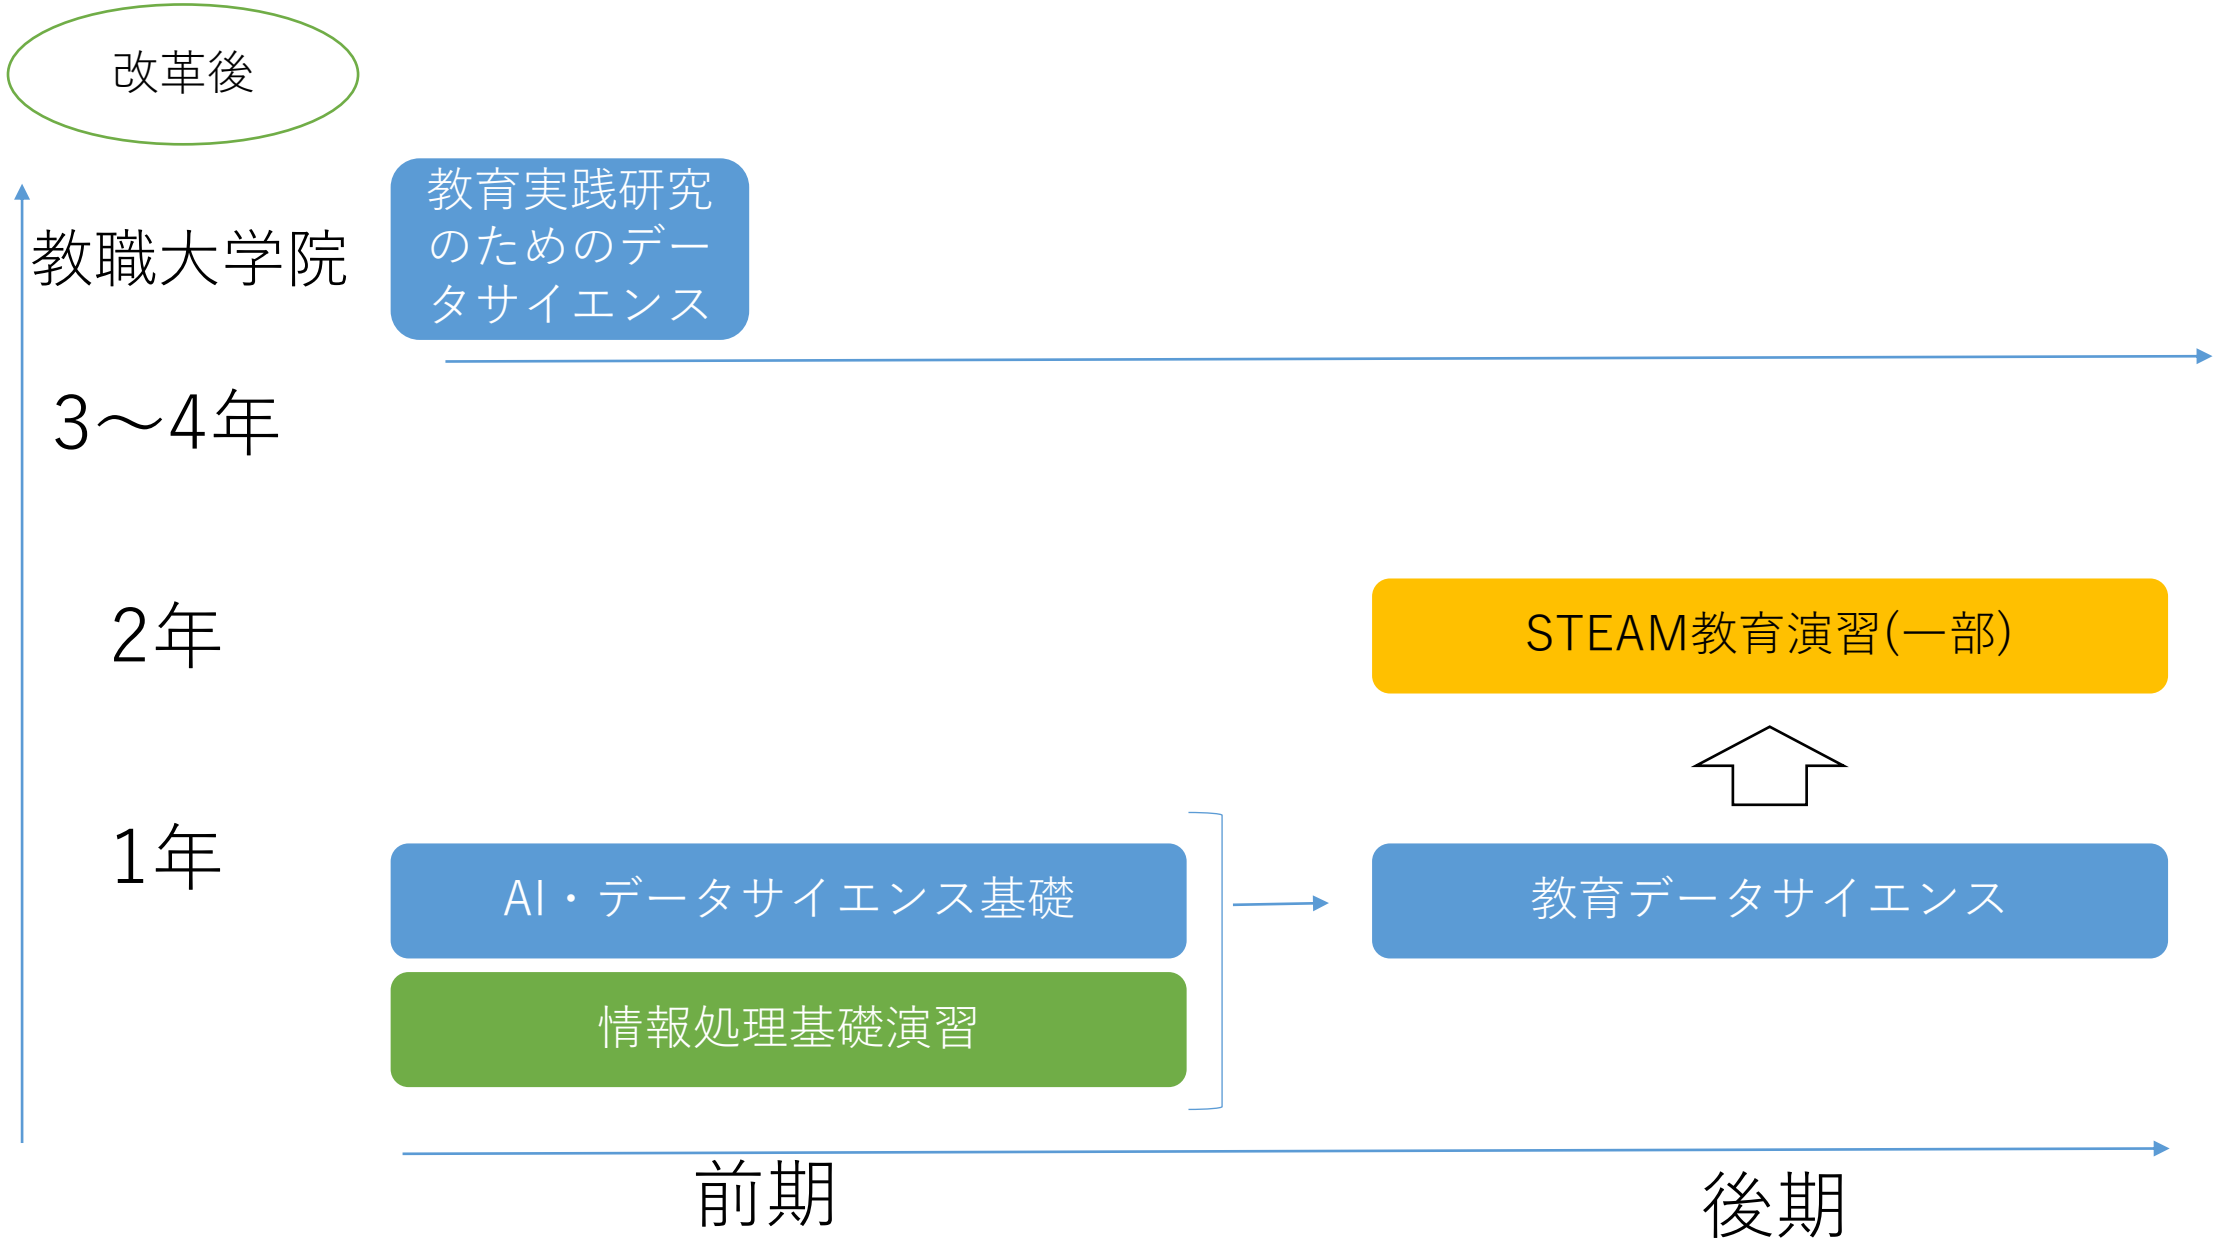 改革後
教育実践研究
のためのデー
タサイエンス
教職大学院
3～4年
2年
STEAM教育演習(一部)
1年
AI・データサイエンス基礎
教育データサイエンス
情報処理基礎演習
前期
後期